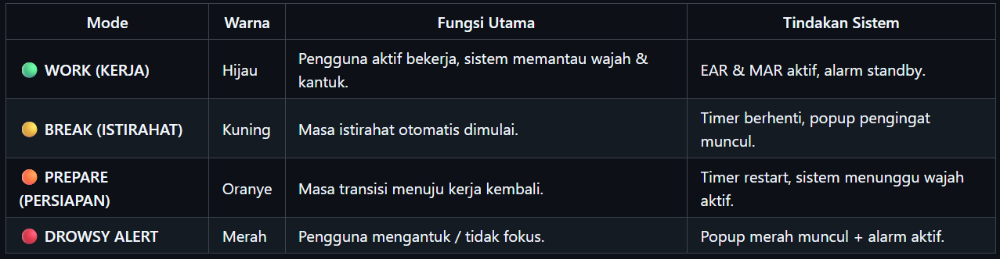 Mode Warna Fungsi Utama Tindakan Sistem
WORK (KERJA) Hijau Pengguna aktif bekerja, sistem memantau wajah &
kantuk. EAR & MAR aktif, alarm standby.
BREAK (ISTIRAHAT) Kuning Masa istirahat otomatis dimulai. Timer berhenti, popup pengingat
muncul.
PREPARE
(PERSIAPAN) Oranye Masa transisi menuju kerja kembali. Timer restart, sistem menunggu wajah
aktif.
DROWSY ALERT Merah Pengguna mengantuk / tidak fokus. Popup merah muncul + alarm aktif.